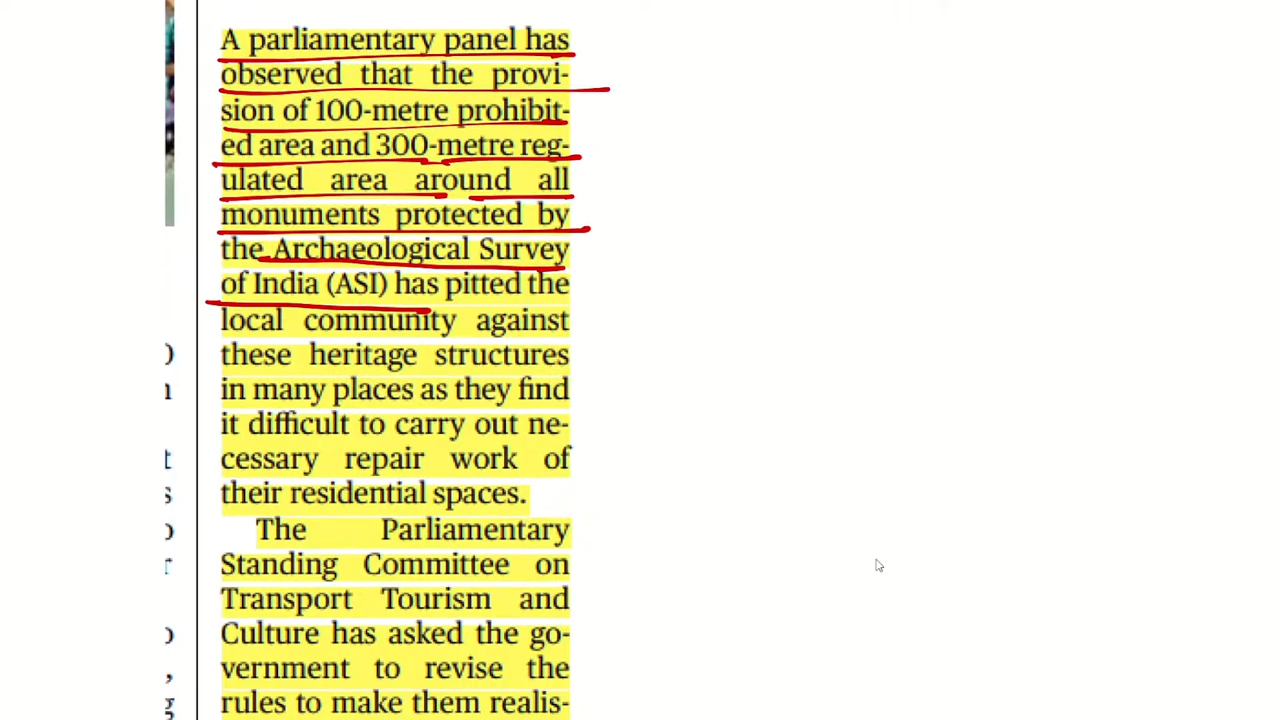 A parliamentary panel has
observed that the provi-
sion of 100-metre prohibit-
ed area and 300-metre reg-
ulated area around all
monuments protected by
the Archaeological Survey
of India (ASI) has pitted the
local community against
these heritage structures
in many places as they find
it difficult to carry out ne-
cessary repair work of
their residential spaces.
The Parliamentary
Standing Committee on
Transport Tourism and
Culture has asked the go-
vernment to revise the
rules to make them realis-